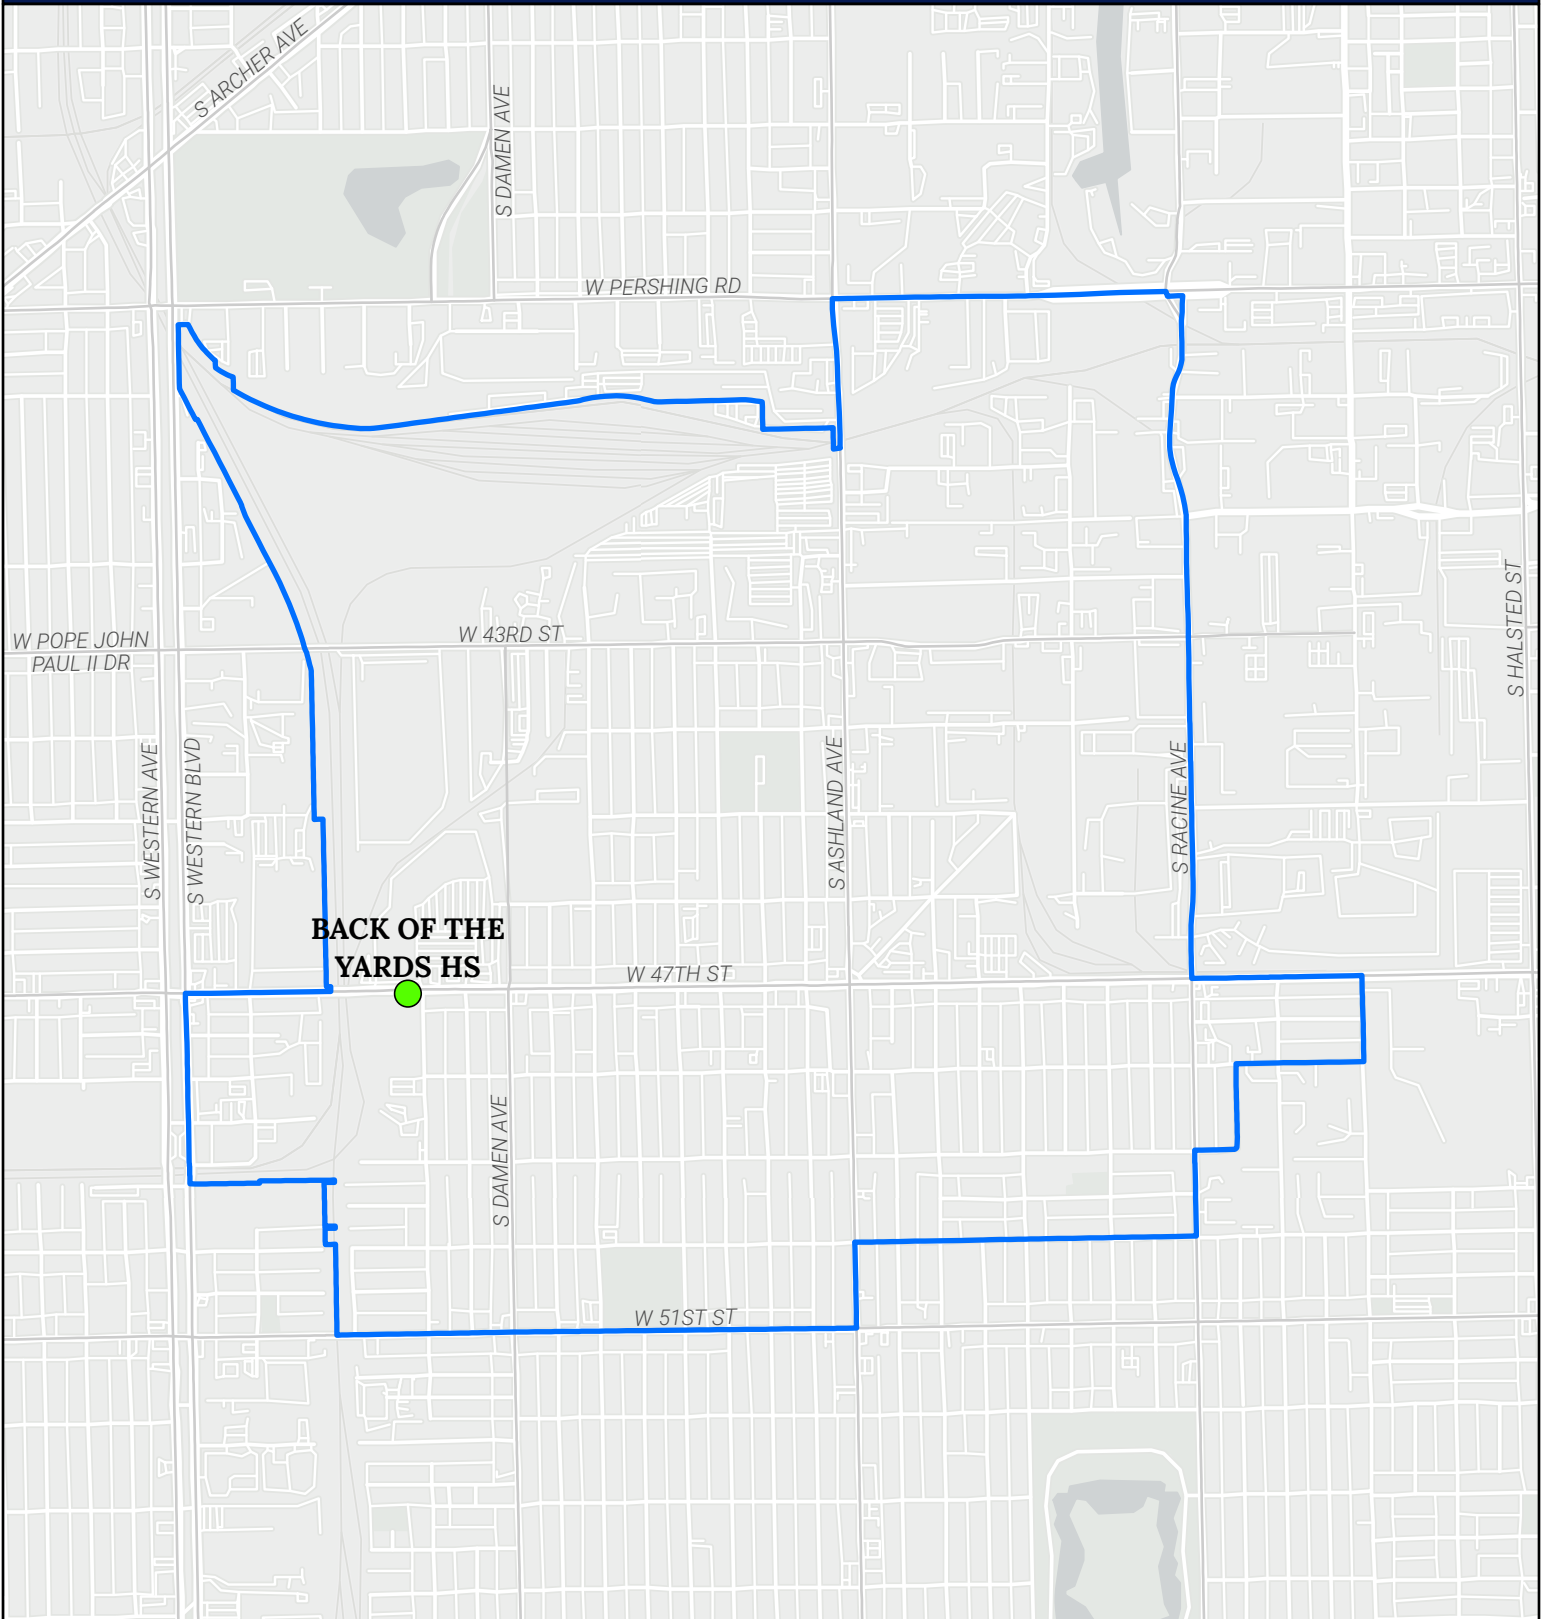 S ARCHER AVE
S DAMEN AVE
W PERSHING RD
W 43RD ST
W POPE JOHN
PAUL II DR
S HALSTED ST
S WESTERN AVE
S WESTERN BLVD
S ASHLAND AVE
S RACINE AVE
BACK OF THE
YARDS HS
W 47TH ST
S DAMEN AVE
W 51ST ST